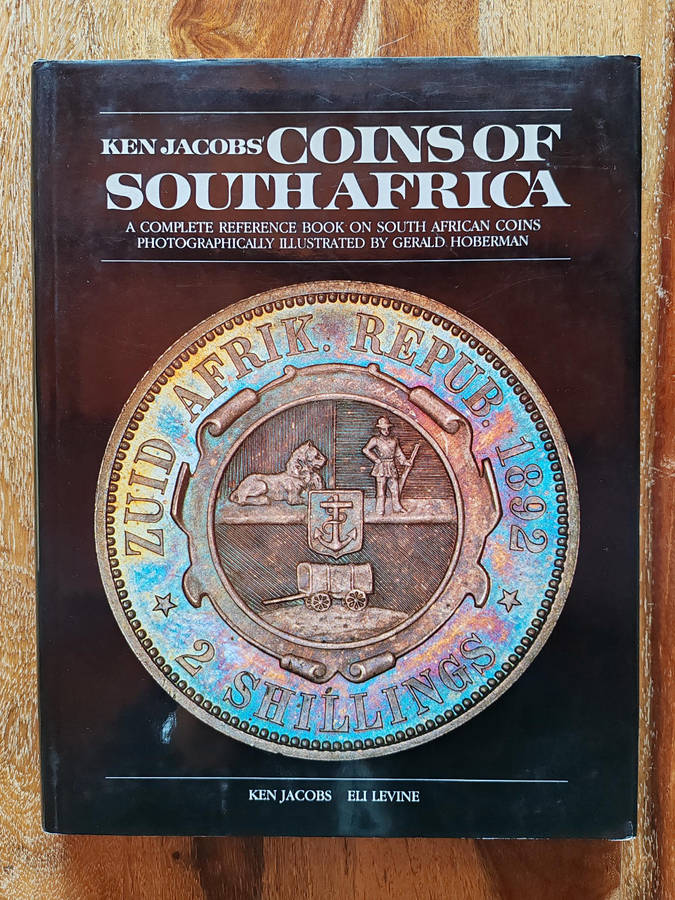 KEN JACOBS' COINS OF
SOUTH AFRICA
A COMPLETE REFERENCE BOOK ON SOUTH AFRICAN COINS
PHOTOGRAPHICALLY ILLUSTRATED BY GERALD HOBERMAN
ZUID AFRIK. REPUB. 1892
2 SHILLINGS
KEN JACOBS ELI LEVINE